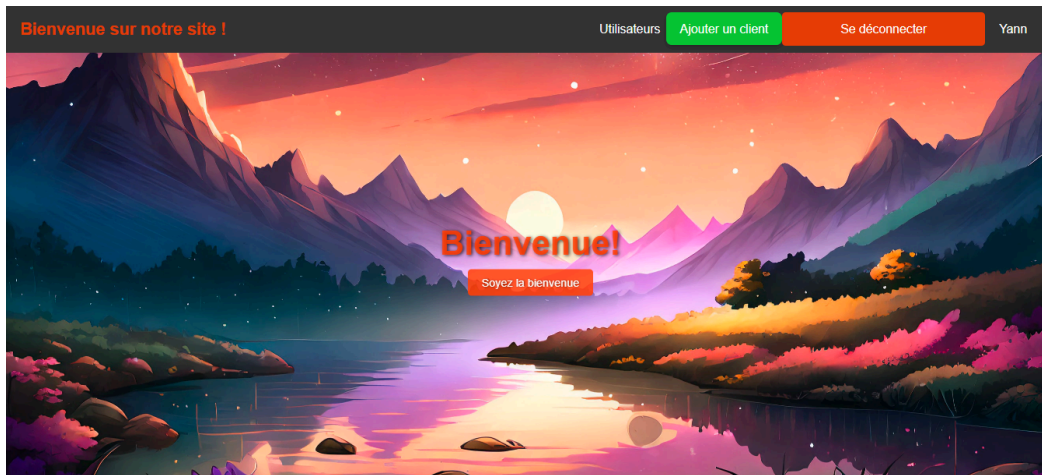 Bienvenue sur notre site !
Utilisateurs
Ajouter un client
Se déconnecter
Yann
Bienvenue!
Soyez la bienvenue